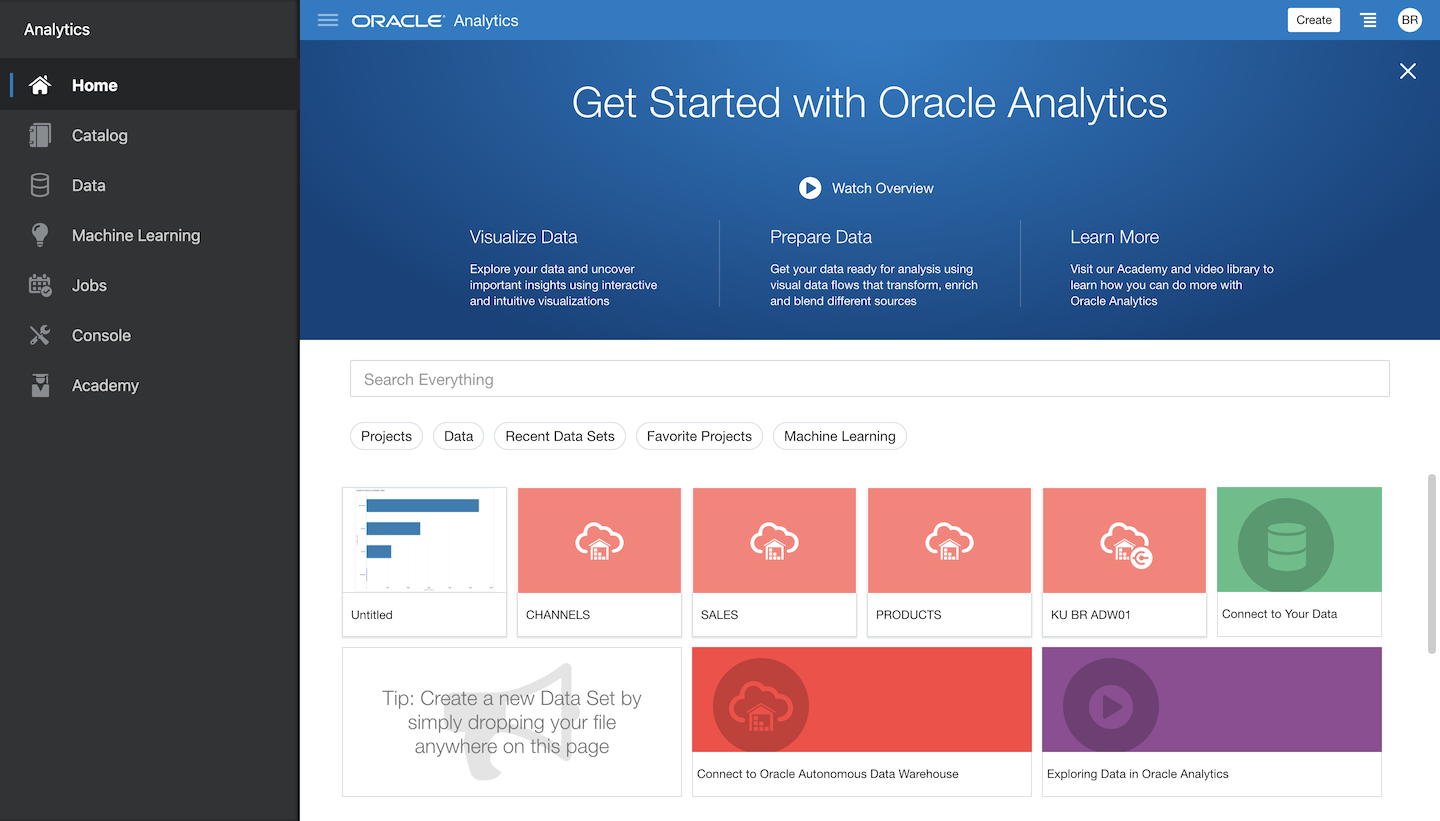 Analytics
Home
Catalog
Data
Machine Learning
Jobs
Console
Academy
ORACLE Analytics
Create
BR
Get Started with Oracle Analytics
Watch Overview
Visualize Data
Explore your data and uncover
important insights using interactive
and intuitive visualizations
Prepare Data
Get your data ready for analysis using
visual data flows that transform, enrich
and blend different sources
Learn More
Visit our Academy and video library to
learn how you can do more with
Oracle Analytics
Search Everything
Projects
Data
Recent Data Sets
Favorite Projects
Machine Learning
Untitled
CHANNELS
SALES
PRODUCTS
KU BR ADW01
Connect to Your Data
Tip: Create a new Data Set by
simply dropping your file
anywhere on this page
Connect to Oracle Autonomous Data Warehouse
Exploring Data in Oracle Analytics